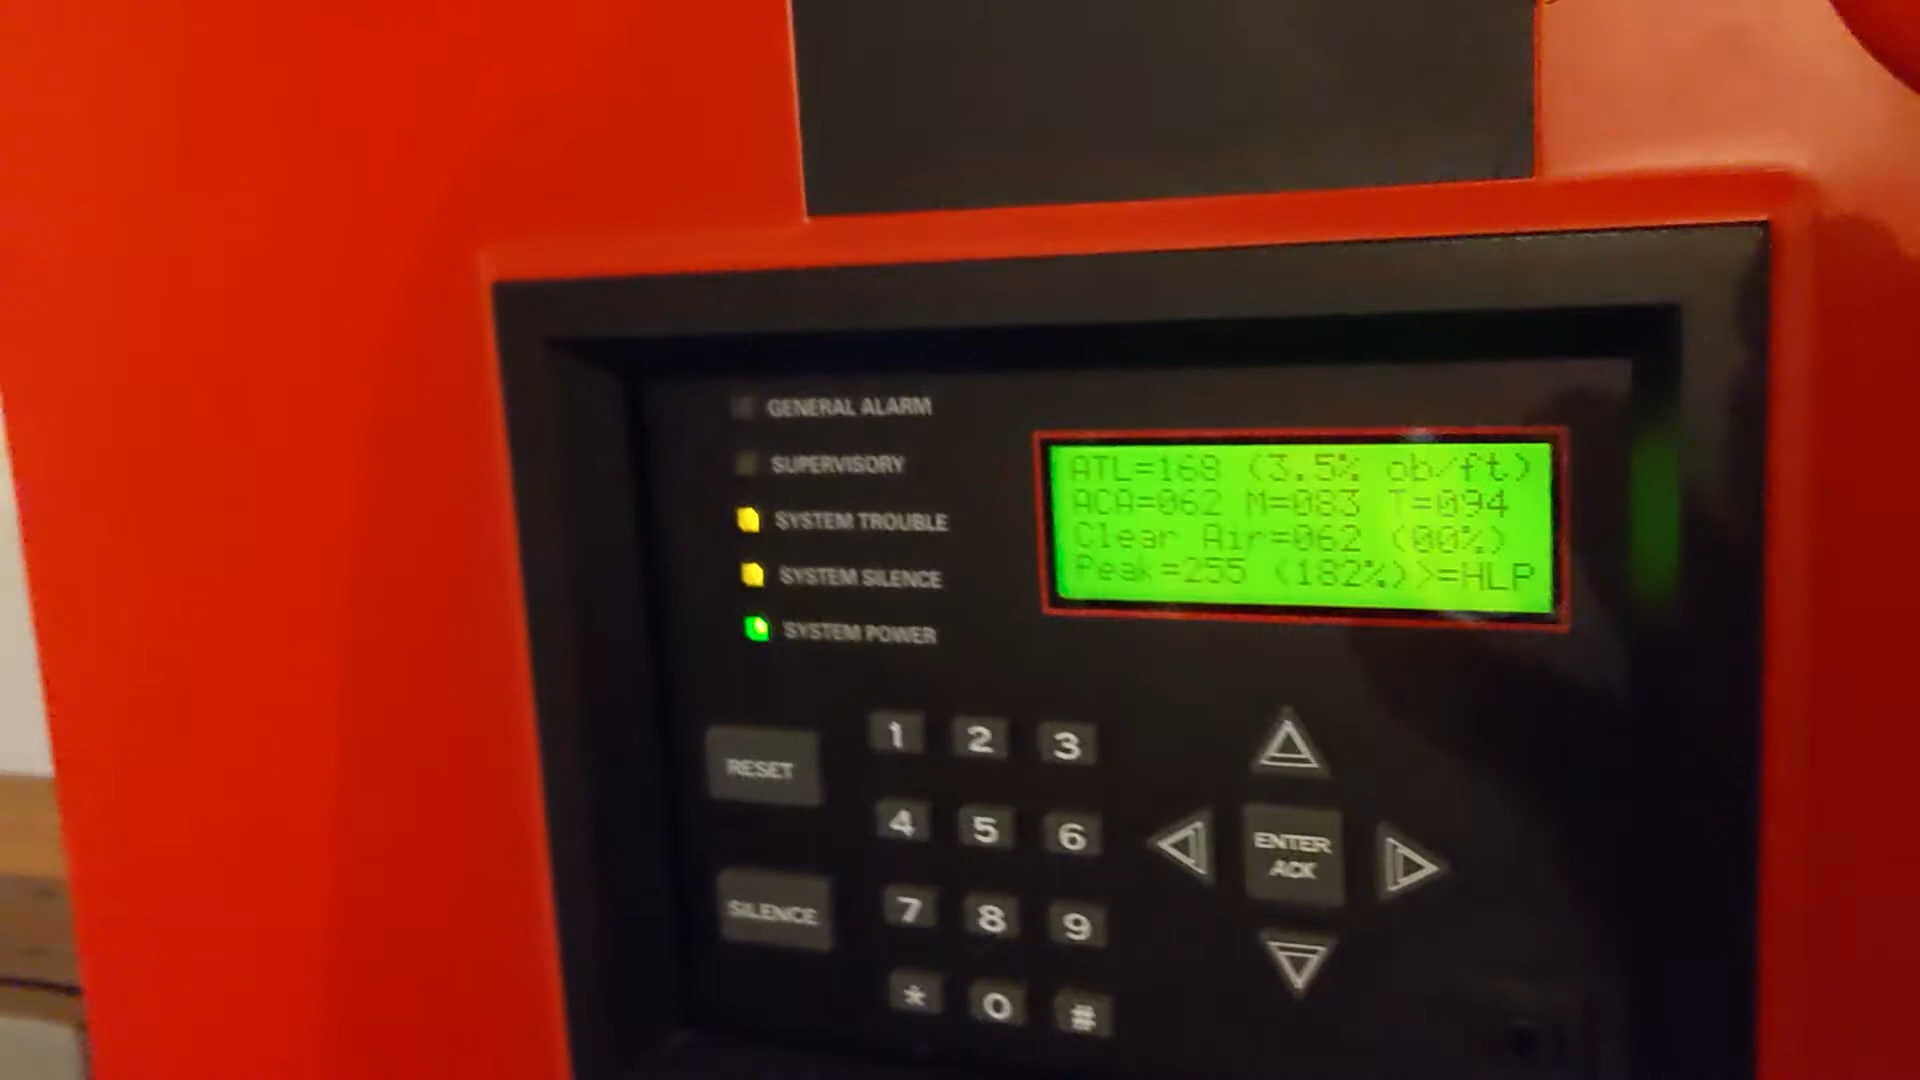 GENERAL ALARM
SUPERVISORY
SYSTEM TROUBLE
SYSTEM SILENCE
SYSTEM POWER
ATL=168 (3.5% ob/ft)
ACA=062 M=083 T=094
Clear Air=062 (00%)
Peak=255 (182%)>=HLP
RESET
SILENCE
1 2 3
4 5 6
7 8 9
* 0 #
ENTER
ACK